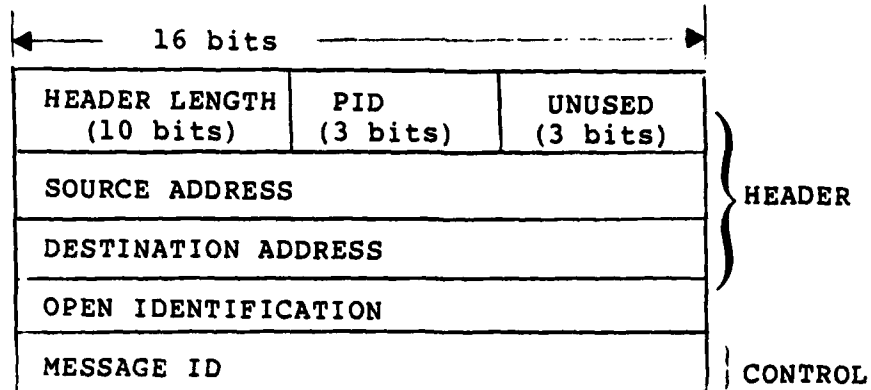 16 bits
HEADER LENGTH PID UNUSED
(10 bits) (3 bits) (3 bits)
SOURCE ADDRESS
HEADER
DESTINATION ADDRESS
OPEN IDENTIFICATION
MESSAGE ID
CONTROL